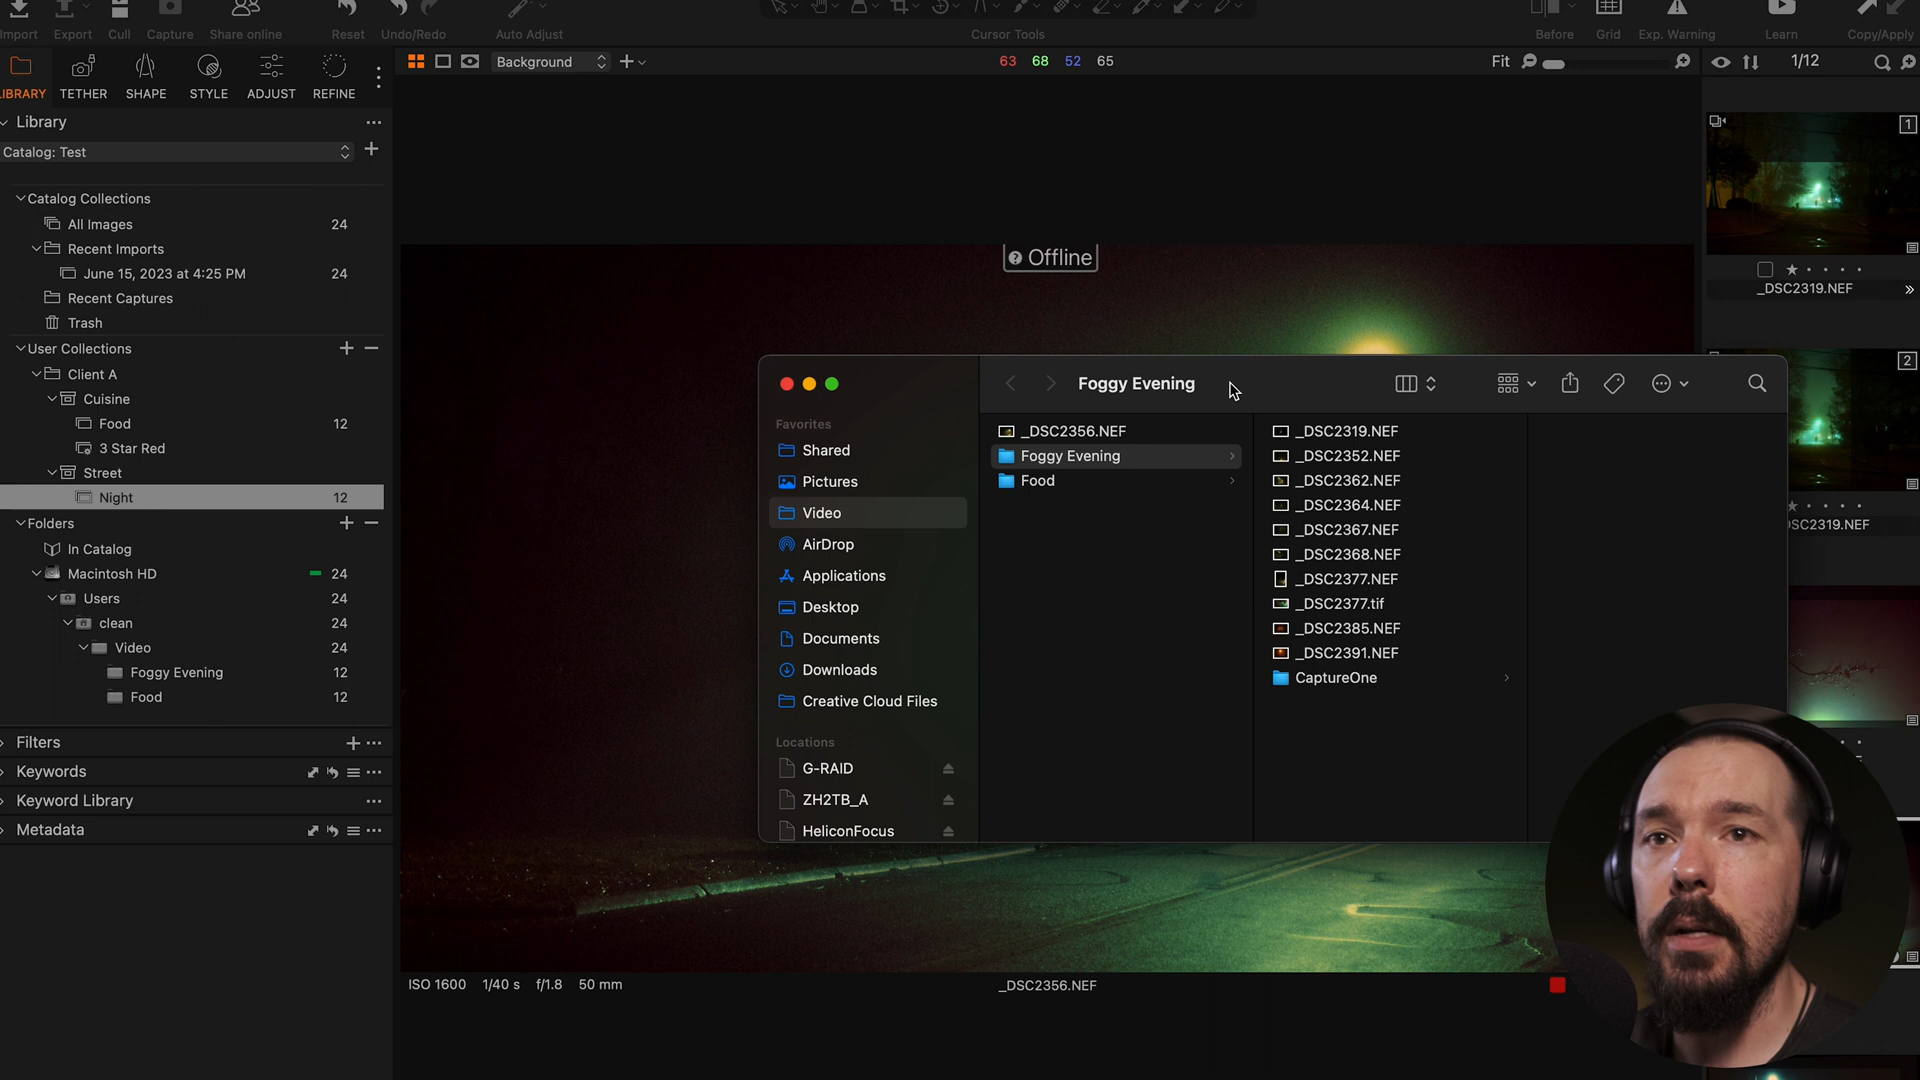 Import Export Cull Capture Share online Reset Undo/Redo Auto Adjust Cursor Tools Before Grid Exp. Warning Learn Copy/Apply
LIBRARY TETHER SHAPE STYLE ADJUST REFINE
Background
63 68 52 65
Fit
1/12
Library
Catalog: Test
Catalog Collections
All Images 24
Recent Imports
June 15, 2023 at 4:25 PM 24
Recent Captures
Trash
User Collections
Client A
Cuisine
Food 12
3 Star Red
Street
Night 12
Folders
In Catalog
Macintosh HD 24
Users 24
clean 24
Video 24
Foggy Evening 12
Food 12
Filters
Keywords
Keyword Library
Metadata
Offline
Foggy Evening
Favorites
Shared
Pictures
Video
AirDrop
Applications
Desktop
Documents
Downloads
Creative Cloud Files
Locations
G-RAID
ZH2TB_A
HeliconFocus
_DSC2356.NEF
Foggy Evening
Food
_DSC2319.NEF
_DSC2352.NEF
_DSC2362.NEF
_DSC2364.NEF
_DSC2367.NEF
_DSC2368.NEF
_DSC2377.NEF
_DSC2377.tif
_DSC2385.NEF
_DSC2391.NEF
CaptureOne
1
_DSC2319.NEF
2
SC2319.NEF
ISO 1600 1/40 s f/1.8 50 mm
_DSC2356.NEF